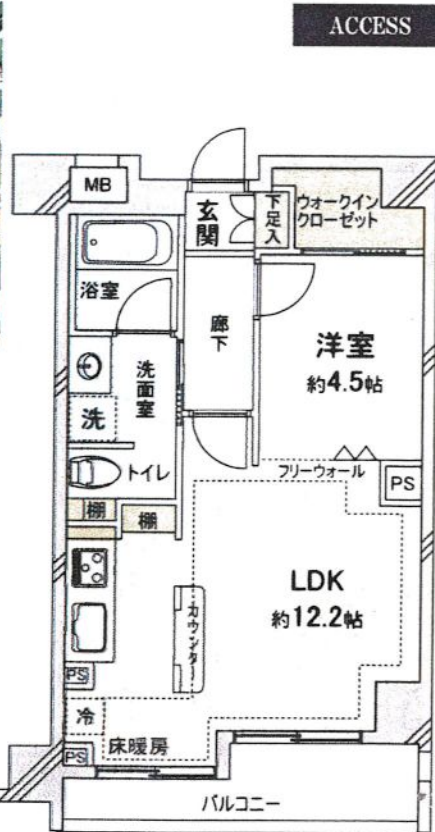 ACCESS
MB
玄関
下足入
ウォークイン
クローゼット
浴室
廊下
洋室
約4.5帖
洗面室
洗
トイレ
フリーウォール
PS
棚
棚
LDK
約12.2帖
カウンター
PS
冷
床暖房
PS
バルコニー